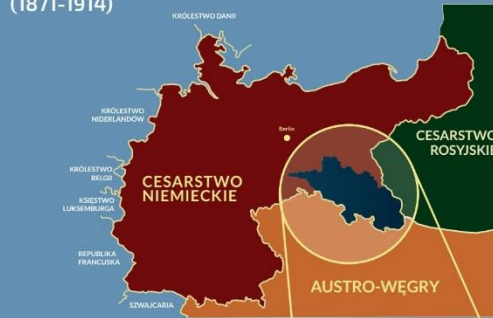 (1871-1914)
KRÓLESTWO DANII
KRÓLESTWO
NIDERLANDÓW
Berlin
CESARSTWO
ROSYJSKIE
KRÓLESTWO
BELGII
CESARSTWO
NIEMIECKIE
KSIĘSTWO
LUKSEMBURGA
REPUBLIKA
FRANCUSKA
AUSTRO-WĘGRY
SZWAJCARIA